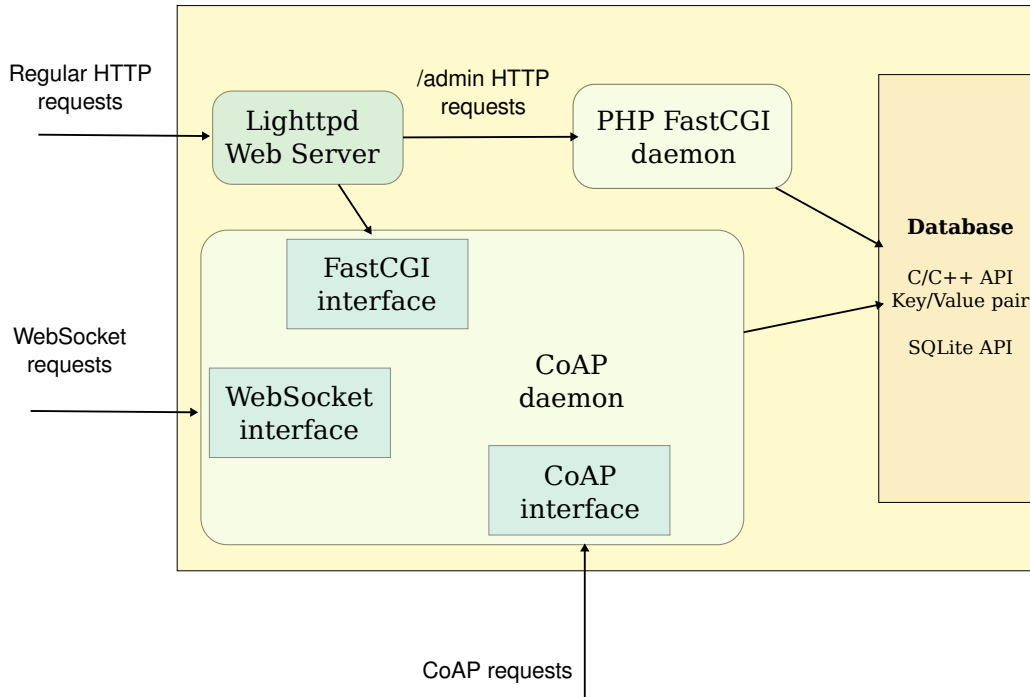 Regular HTTP
requests
/admin HTTP
requests
Lighttpd
Web Server
PHP FastCGI
daemon
Database
C/C++ API
Key/Value pair
SQLite API
FastCGI
interface
WebSocket
requests
WebSocket
interface
CoAP
daemon
CoAP
interface
CoAP requests